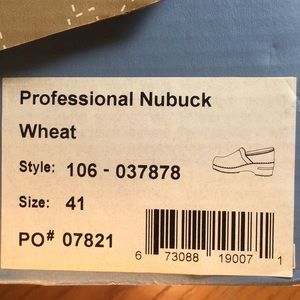 Professional Nubuck
Wheat
Style: 106 - 037878
Size: 41
PO# 07821
6 73088 19007 1